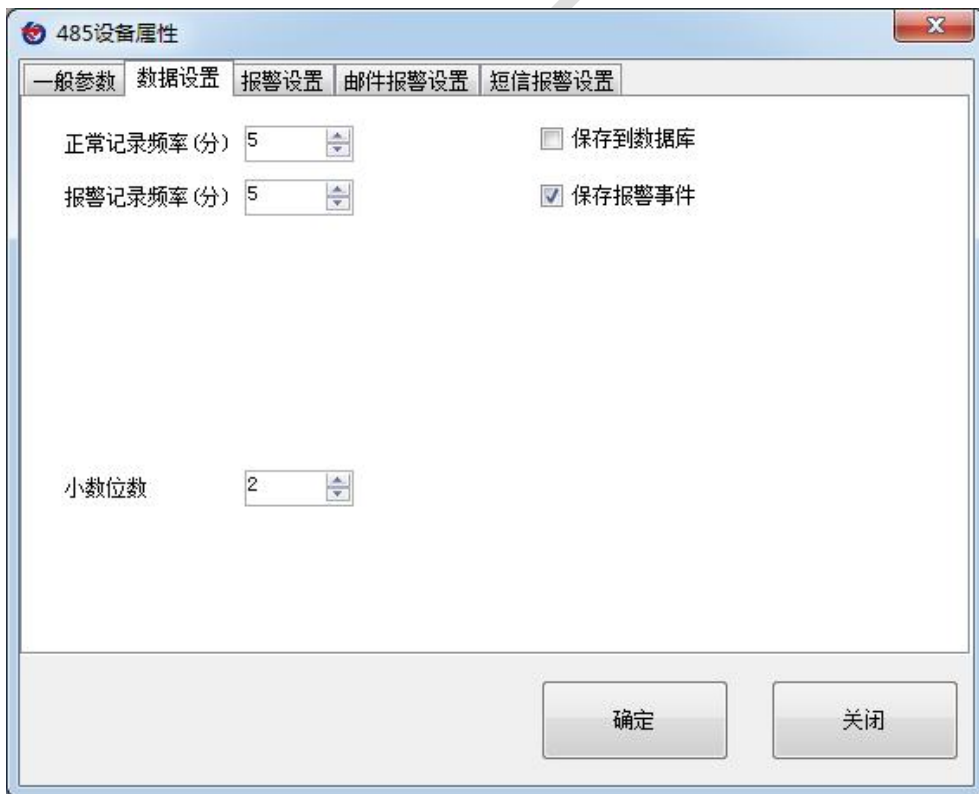 485设备属性
一般参数 数据设置 报警设置 邮件报警设置 短信报警设置
正常记录频率(分) 5 保存到数据库
报警记录频率(分) 5 保存报警事件
小数位数 2
确定 关闭